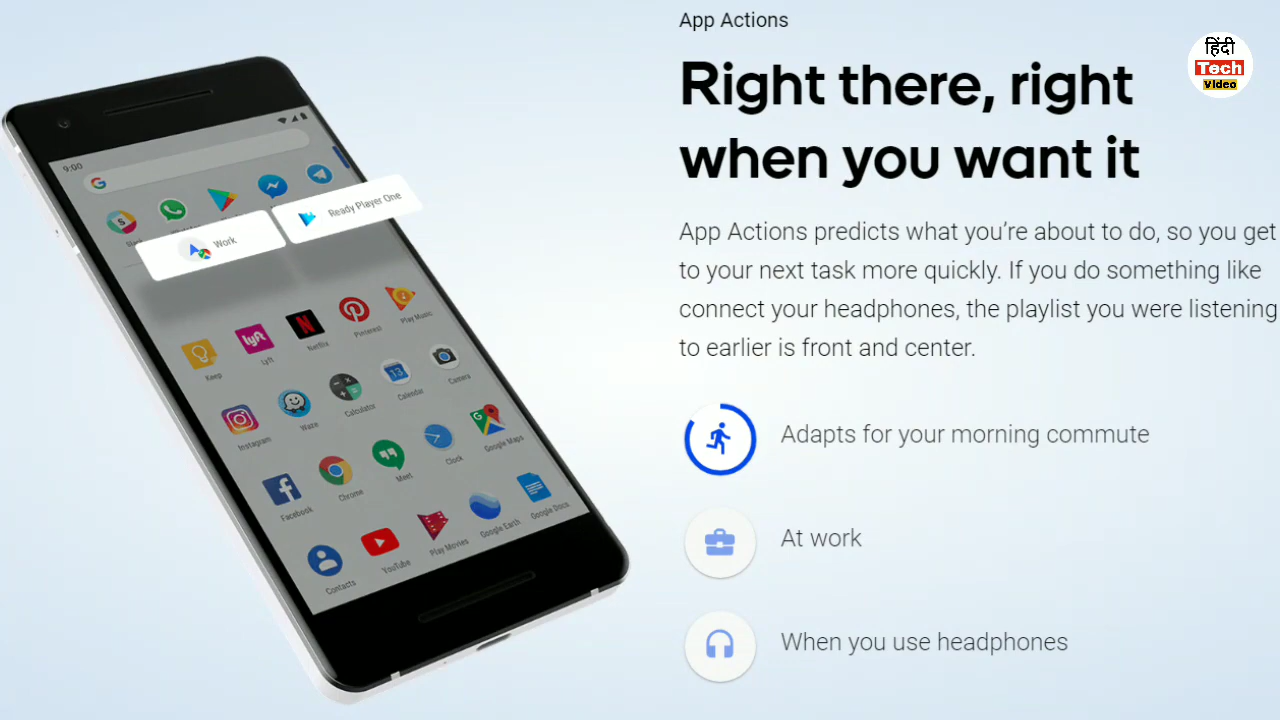 App Actions
Right there, right
when you want it
App Actions predicts what you're about to do, so you get
to your next task more quickly. If you do something like
connect your headphones, the playlist you were listening
to earlier is front and center.
Adapts for your morning commute
At work
When you use headphones
हिंदी
Tech
Video
9:00
Work
Ready Player One
Keep
Lyft
Netflix
Pinterest
Play Music
Instagram
Waze
Calculator
Calendar
Camera
Facebook
Chrome
Meet
Clock
Google Maps
Contacts
YouTube
Play Movies
Google Earth
Google Docs